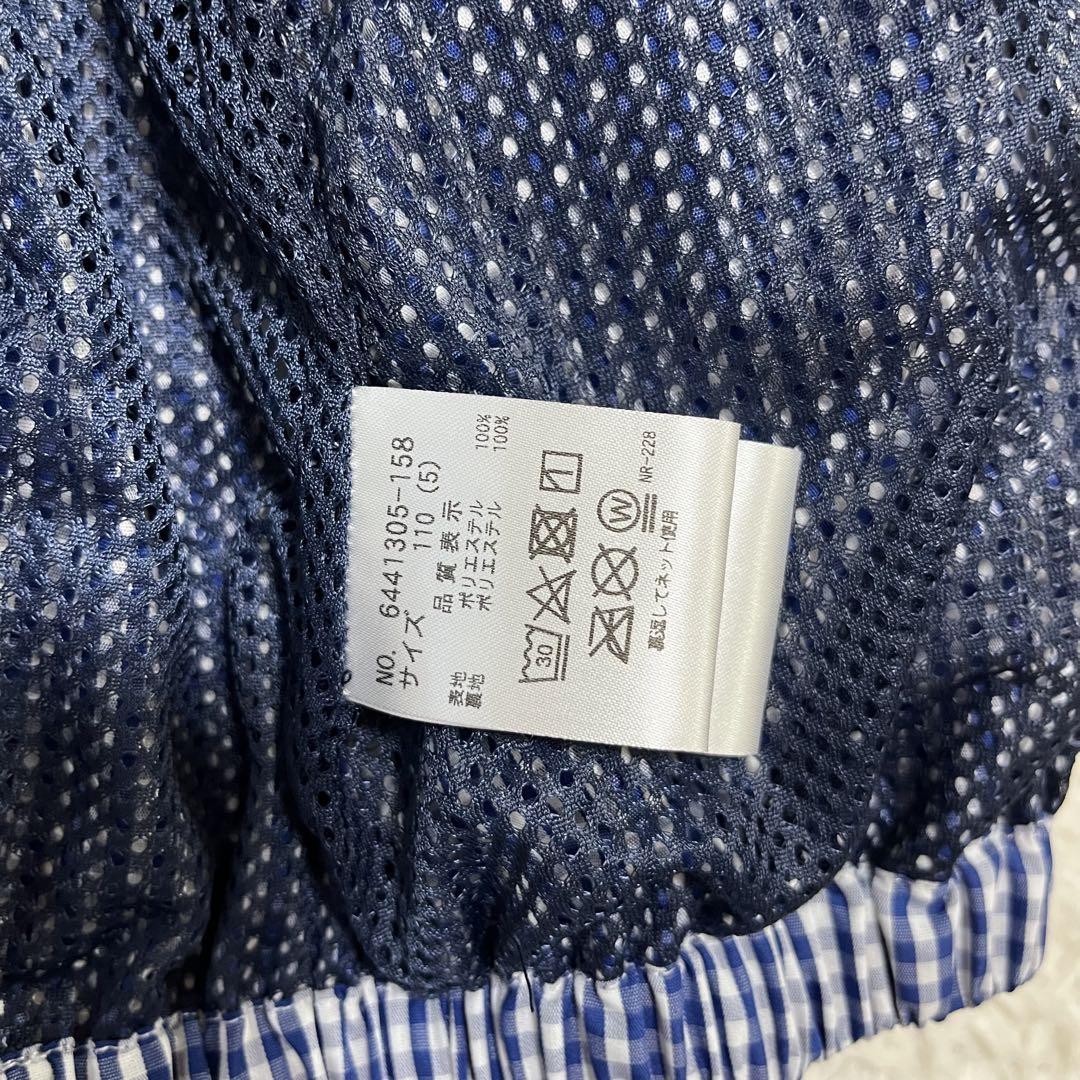 NO. 6441305-158
サイズ 110 (5)
品質表示
表地 ポリエステル 100%
裏地 ポリエステル 100%
30
W
裏返してネット使用
NR-228